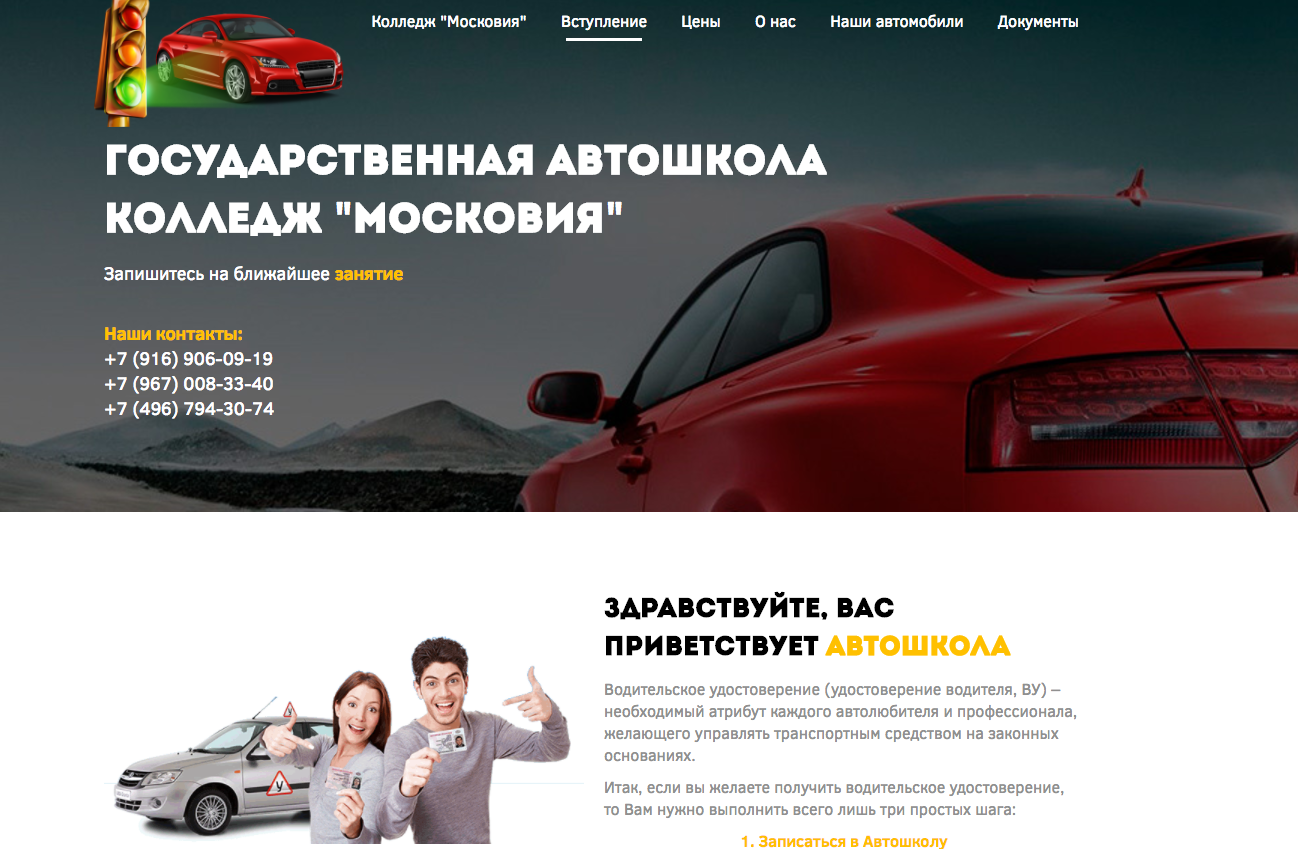 Колледж "Московия" Вступление Цены О нас Наши автомобили Документы
ГОСУДАРСТВЕННАЯ АВТОШКОЛА
КОЛЛЕДЖ "МОСКОВИЯ"
Запишитесь на ближайшее занятие
Наши контакты:
+7 (916) 906-09-19
+7 (967) 008-33-40
+7 (496) 794-30-74
ЗДРАВСТВУЙТЕ, ВАС
ПРИВЕТСТВУЕТ АВТОШКОЛА
Водительское удостоверение (удостоверение водителя, ВУ) –
необходимый атрибут каждого автолюбителя и профессионала,
желающего управлять транспортным средством на законных
основаниях.
Итак, если вы желаете получить водительское удостоверение,
то Вам нужно выполнить всего лишь три простых шага:
1. Записаться в Автошколу
У
У